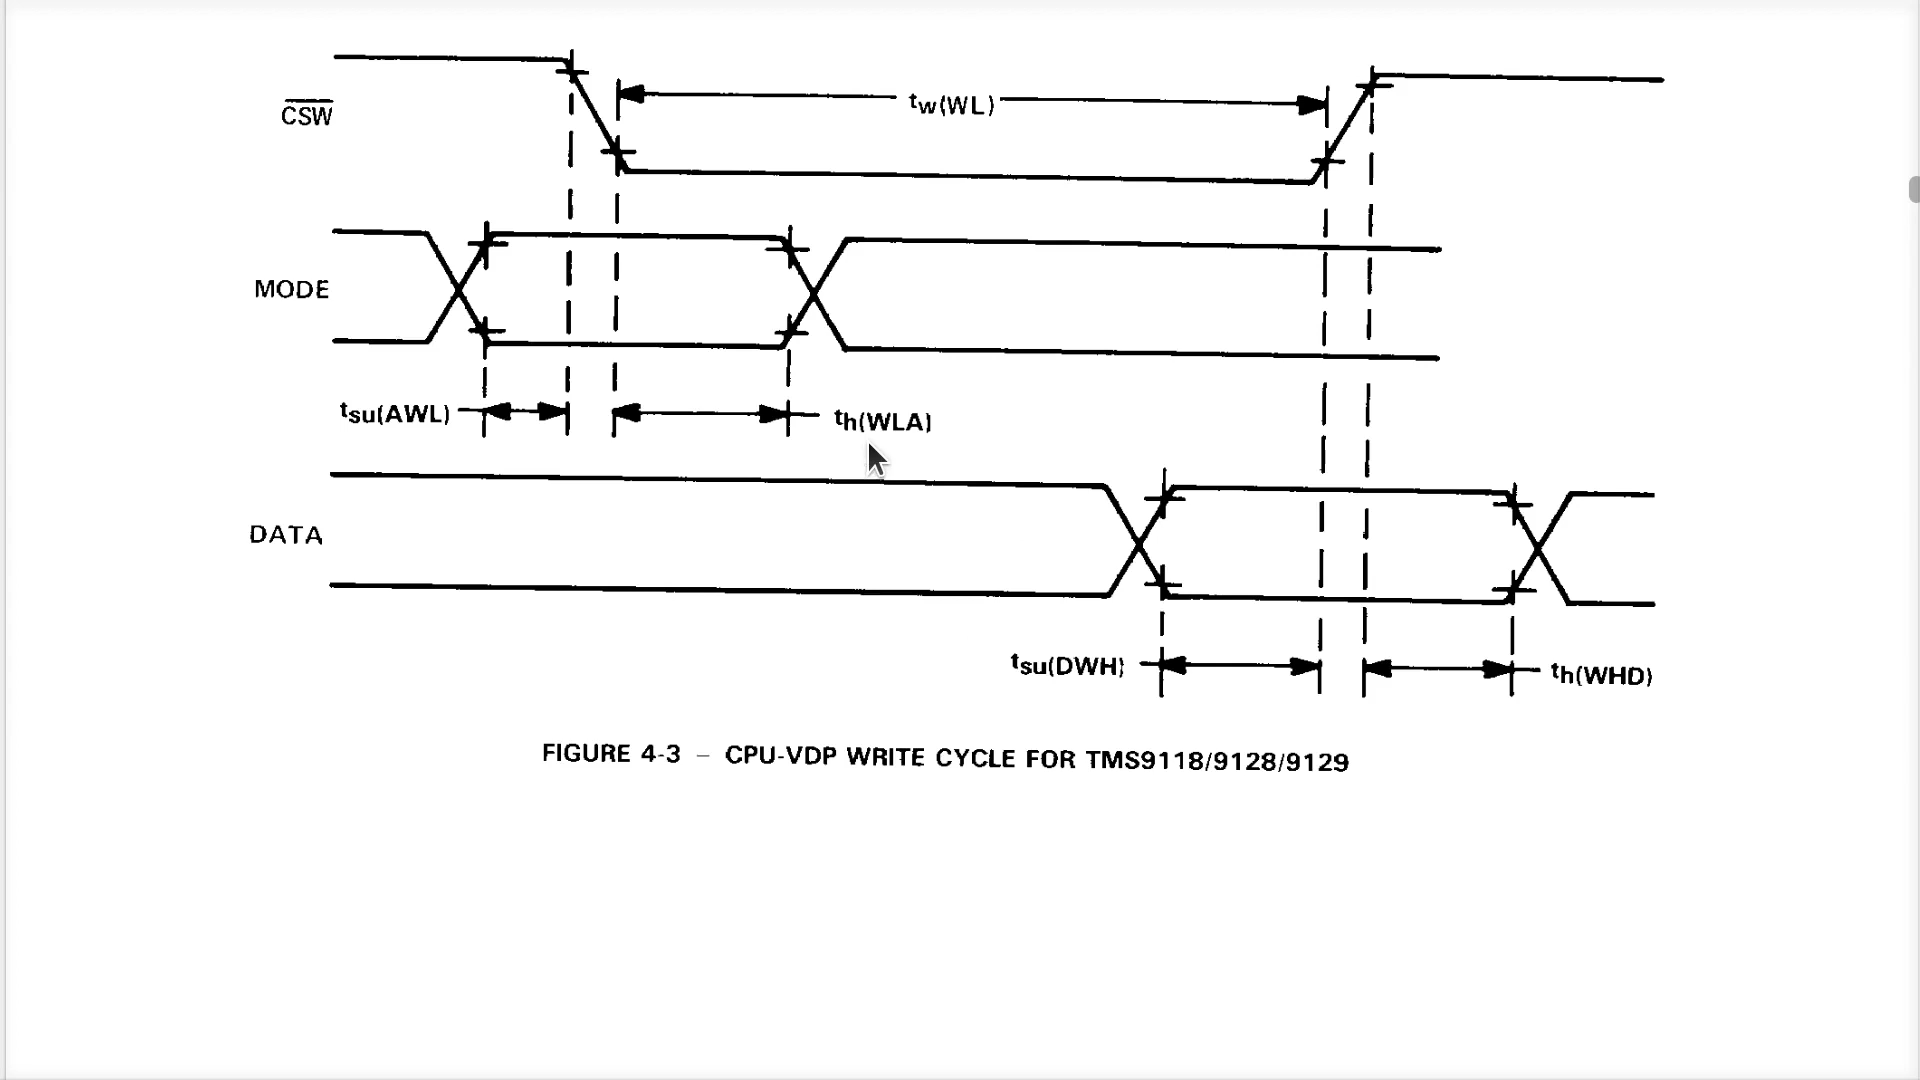 tw(WL)
CSW
MODE
tsu(AWL)
th(WLA)
DATA
tsu(DWH)
th(WHD)
FIGURE 4-3 – CPU-VDP WRITE CYCLE FOR TMS9118/9128/9129